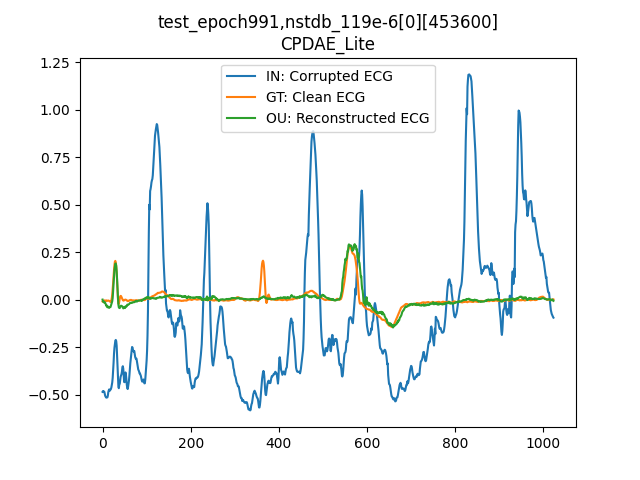 test_epoch991,nstdb_119e-6[0][453600]
CPDAE_Lite
IN: Corrupted ECG
GT: Clean ECG
OU: Reconstructed ECG
1.25
1.00
0.75
0.50
0.25
0.00
−0.25
−0.50
0 200 400 600 800 1000